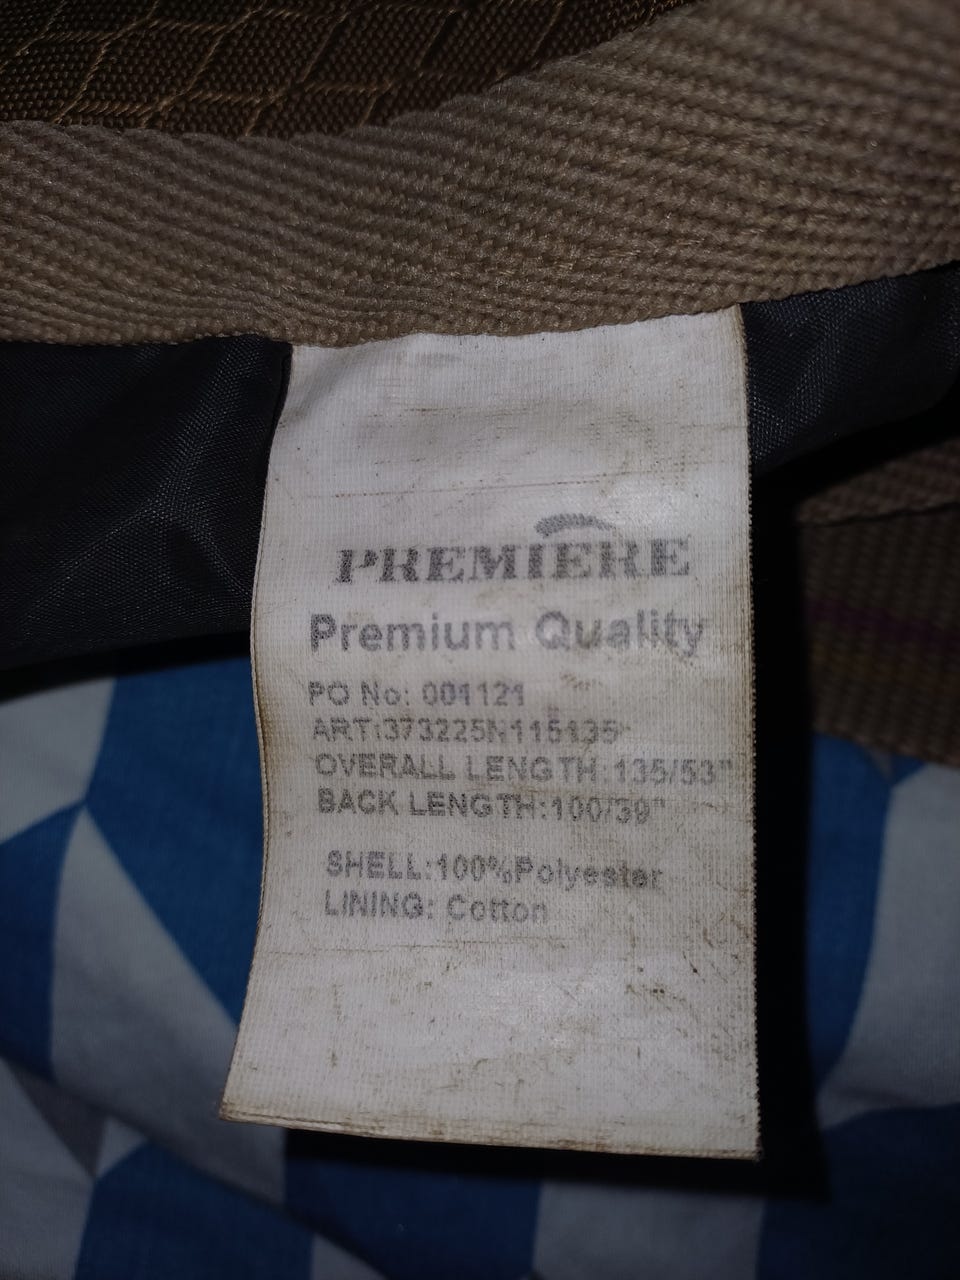 PREMIERE
Premium Quality
PO No: 001121
ART:373225N115135
OVERALL LENGTH:135/53"
BACK LENGTH:100/39"
SHELL:100%Polyester
LINING: Cotton